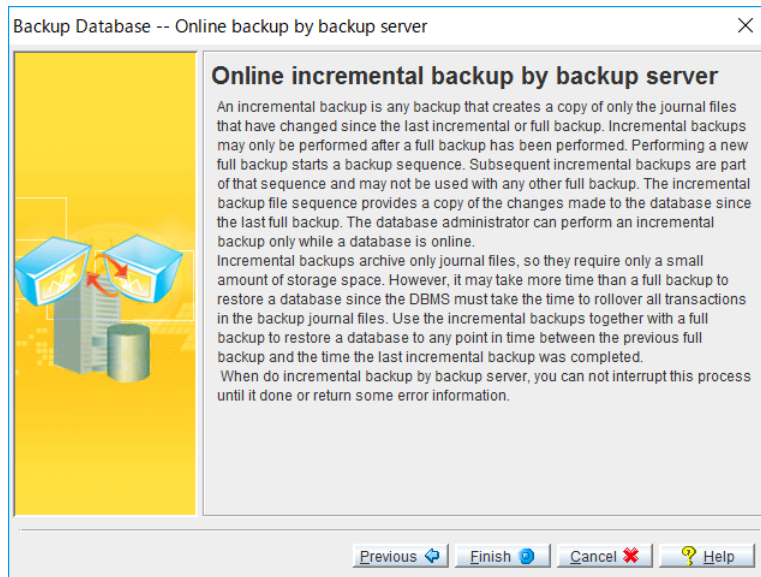 Backup Database -- Online backup by backup server
Online incremental backup by backup server
An incremental backup is any backup that creates a copy of only the journal files
that have changed since the last incremental or full backup. Incremental backups
may only be performed after a full backup has been performed. Performing a new
full backup starts a backup sequence. Subsequent incremental backups are part
of that sequence and may not be used with any other full backup. The incremental
backup file sequence provides a copy of the changes made to the database since
the last full backup. The database administrator can perform an incremental
backup only while a database is online.
Incremental backups archive only journal files, so they require only a small
amount of storage space. However, it may take more time than a full backup to
restore a database since the DBMS must take the time to rollover all transactions
in the backup journal files. Use the incremental backups together with a full
backup to restore a database to any point in time between the previous full
backup and the time the last incremental backup was completed.
When do incremental backup by backup server, you can not interrupt this process
until it done or return some error information.
Previous Finish Cancel Help